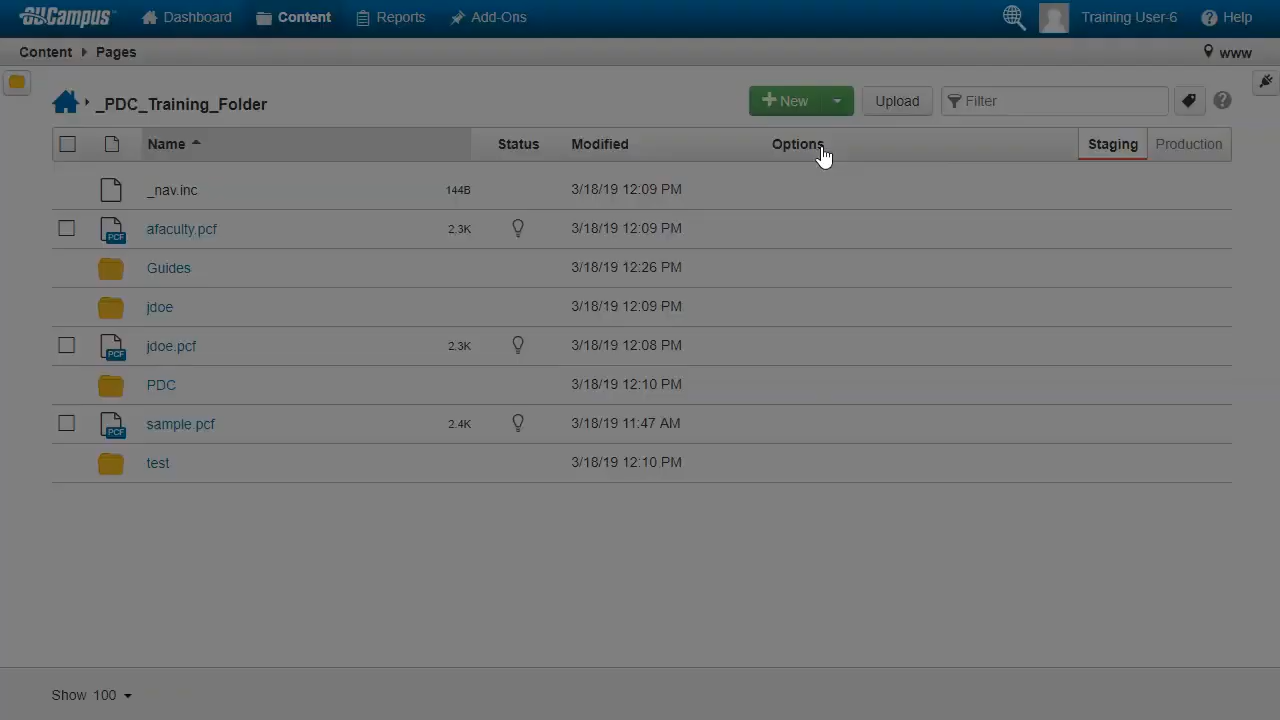 OUCampus™ Dashboard Content Reports Add-Ons Training User-6 Help
Content Pages www
_PDC_Training_Folder New Upload Filter
Name Status Modified Options Staging Production
_nav.inc 144B 3/18/19 12:09 PM
PCF afaculty.pcf 2.3K 3/18/19 12:09 PM
Guides 3/18/19 12:26 PM
jdoe 3/18/19 12:09 PM
PCF jdoe.pcf 2.3K 3/18/19 12:08 PM
PDC 3/18/19 12:10 PM
PCF sample.pcf 2.4K 3/18/19 11:47 AM
test 3/18/19 12:10 PM
Show 100